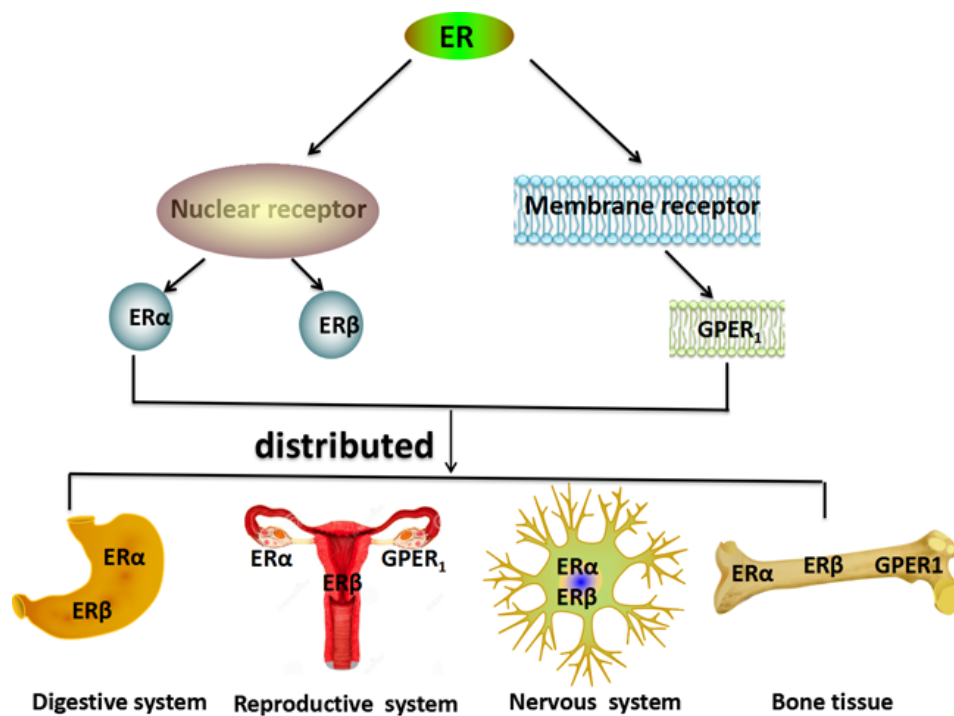 ER
Nuclear receptor
Membrane receptor
ERα
ERβ
GPER₁
distributed
ERα
ERβ
ERα
ERβ
GPER₁
ERα
ERβ
ERα
ERβ
GPER1
Digestive system
Reproductive system
Nervous system
Bone tissue